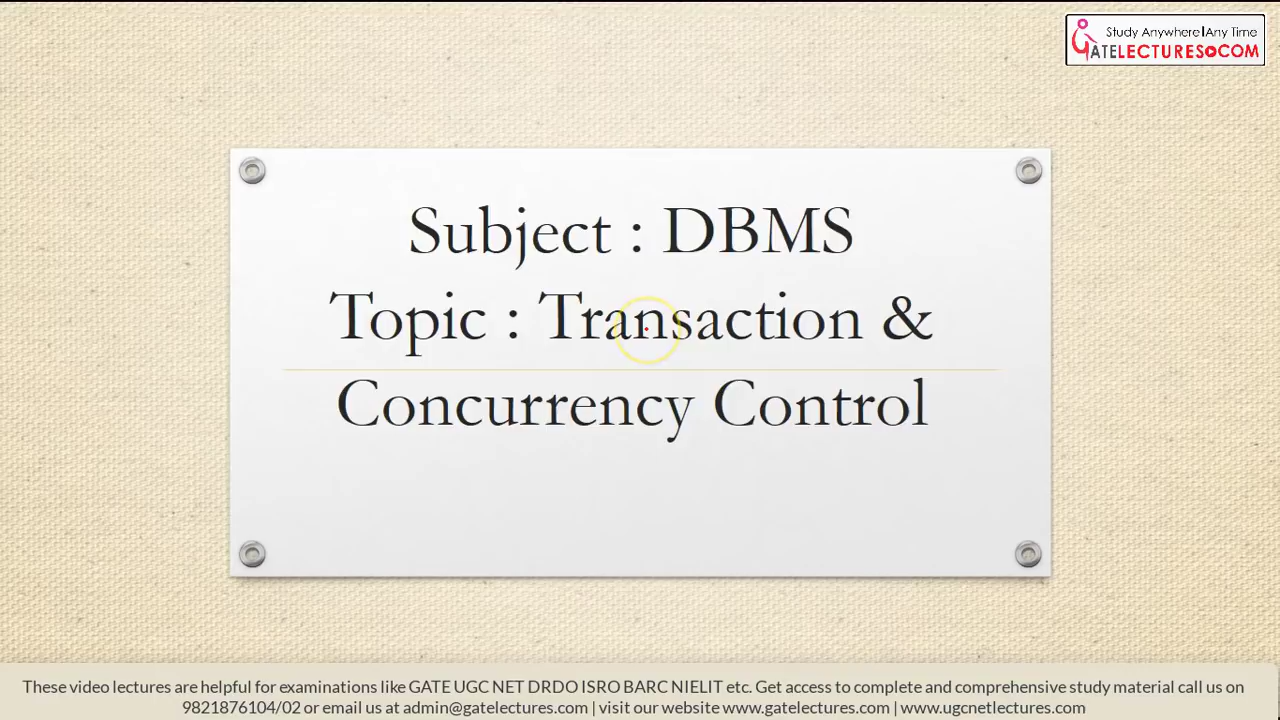 Study Anywhere|Any Time
GATELECTURES.COM
Subject : DBMS
Topic : Transaction &
Concurrency Control
These video lectures are helpful for examinations like GATE UGC NET DRDO ISRO BARC NIELIT etc. Get access to complete and comprehensive study material call us on
9821876104/02 or email us at admin@gatelectures.com | visit our website www.gatelectures.com | www.ugcnetlectures.com